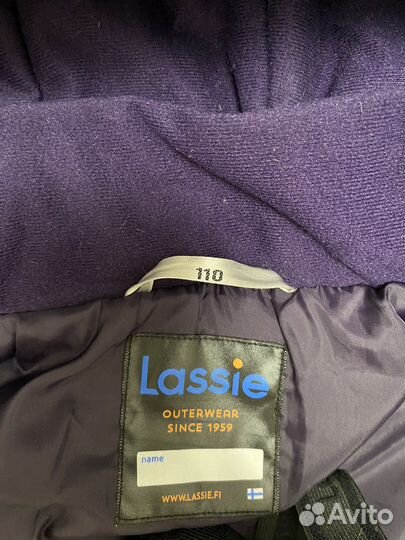 110
Lassie
OUTERWEAR
SINCE 1959
name
WWW.LASSIE.FI
Avito